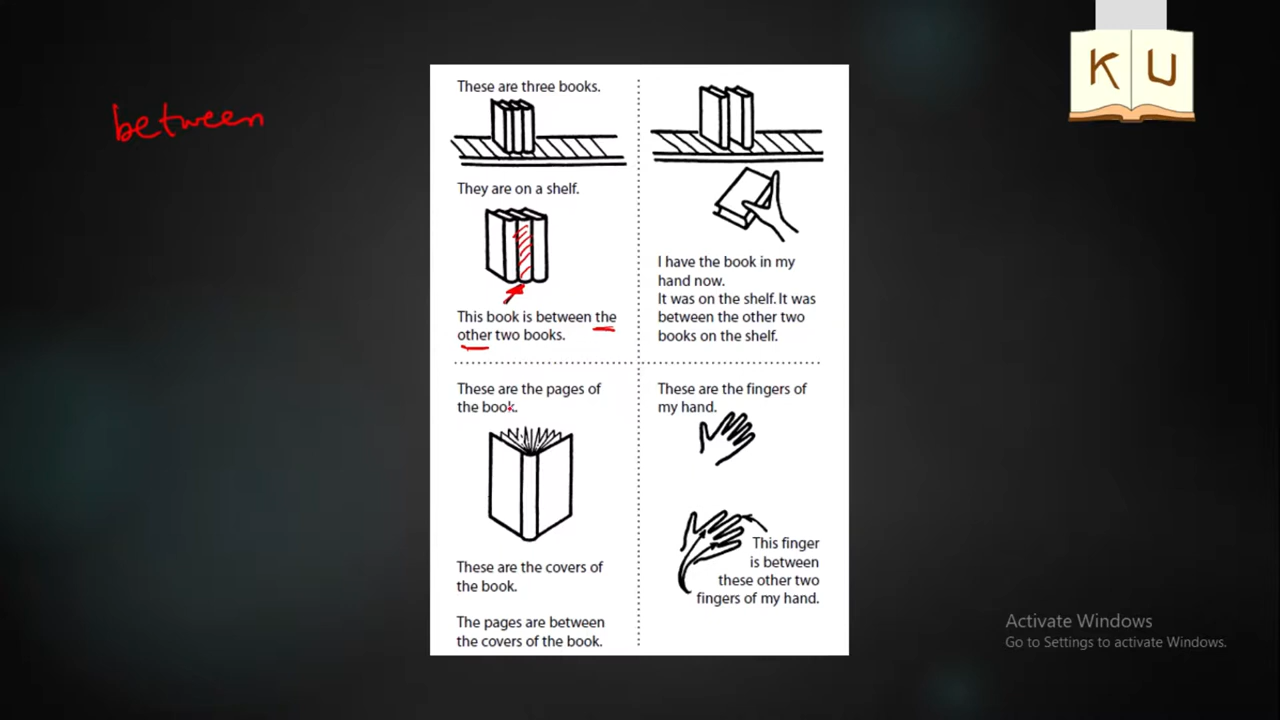 between
These are three books.
They are on a shelf.
This book is between the
other two books.
I have the book in my
hand now.
It was on the shelf. It was
between the other two
books on the shelf.
These are the pages of
the book.
These are the covers of
the book.
The pages are between
the covers of the book.
These are the fingers of
my hand.
This finger
is between
these other two
fingers of my hand.
K U
Activate Windows
Go to Settings to activate Windows.